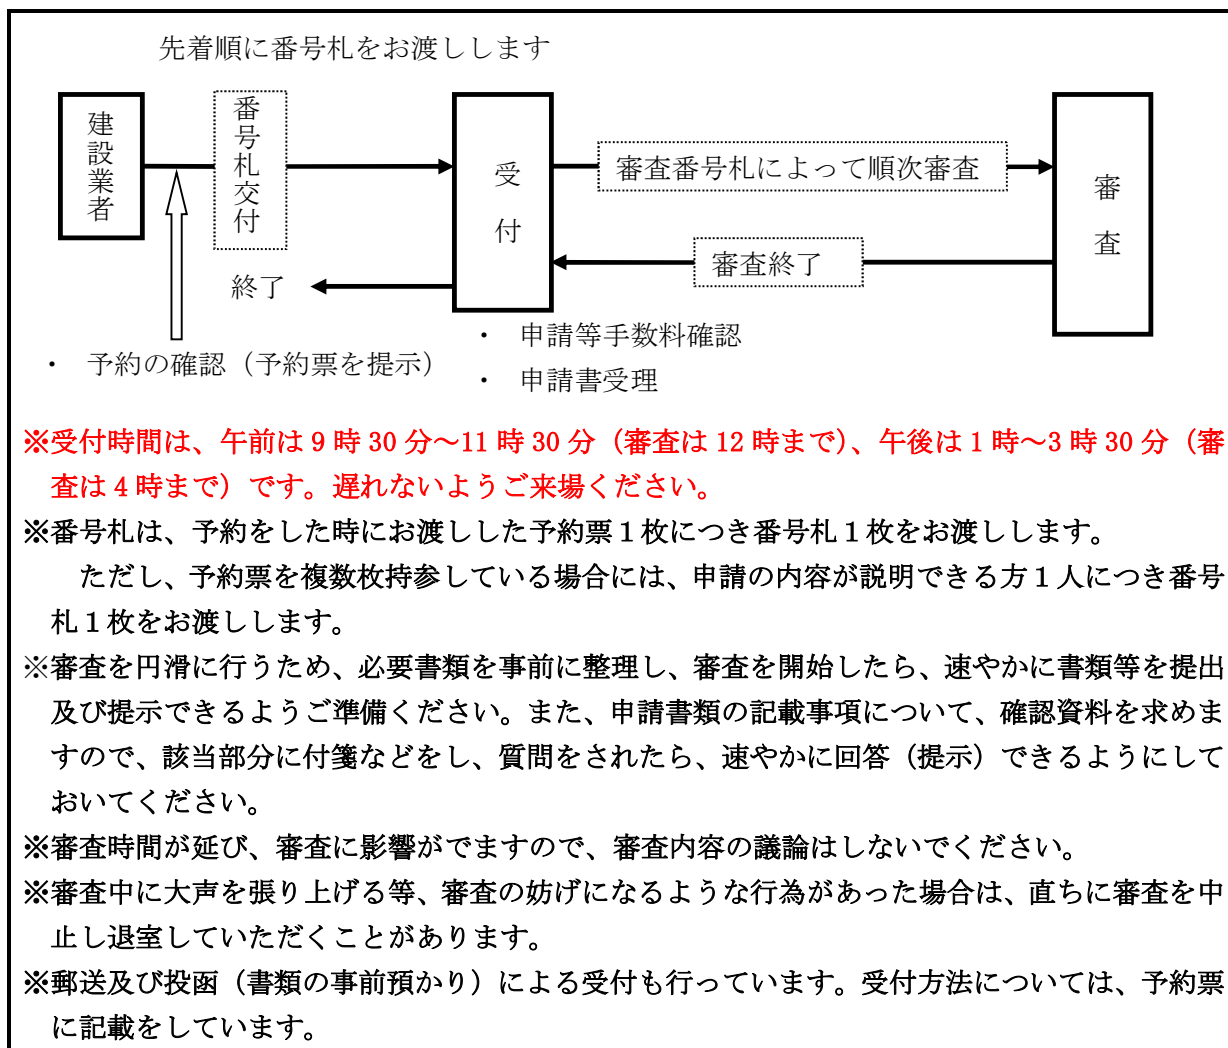 先着順に番号札をお渡しします
建設業者
番号札交付
受付
審査番号札によって順次審査
審査
審査終了
終了
・ 予約の確認（予約票を提示）
・ 申請等手数料確認
・ 申請書受理
※受付時間は、午前は 9 時 30 分～11 時 30 分（審査は 12 時まで）、午後は 1 時～3 時 30 分（審
査は 4 時まで）です。遅れないようご来場ください。
※番号札は、予約をした時にお渡しした予約票１枚につき番号札１枚をお渡しします。
ただし、予約票を複数枚持参している場合には、申請の内容が説明できる方１人につき番号
札１枚をお渡しします。
※審査を円滑に行うため、必要書類を事前に整理し、審査を開始したら、速やかに書類等を提出
及び提示できるようご準備ください。また、申請書類の記載事項について、確認資料を求めま
すので、該当部分に付箋などをし、質問をされたら、速やかに回答（提示）できるようにして
おいてください。
※審査時間が延び、審査に影響がでますので、審査内容の議論はしないでください。
※審査中に大声を張り上げる等、審査の妨げになるような行為があった場合は、直ちに審査を中
止し退室していただくことがあります。
※郵送及び投函（書類の事前預かり）による受付も行っています。受付方法については、予約票
に記載をしています。